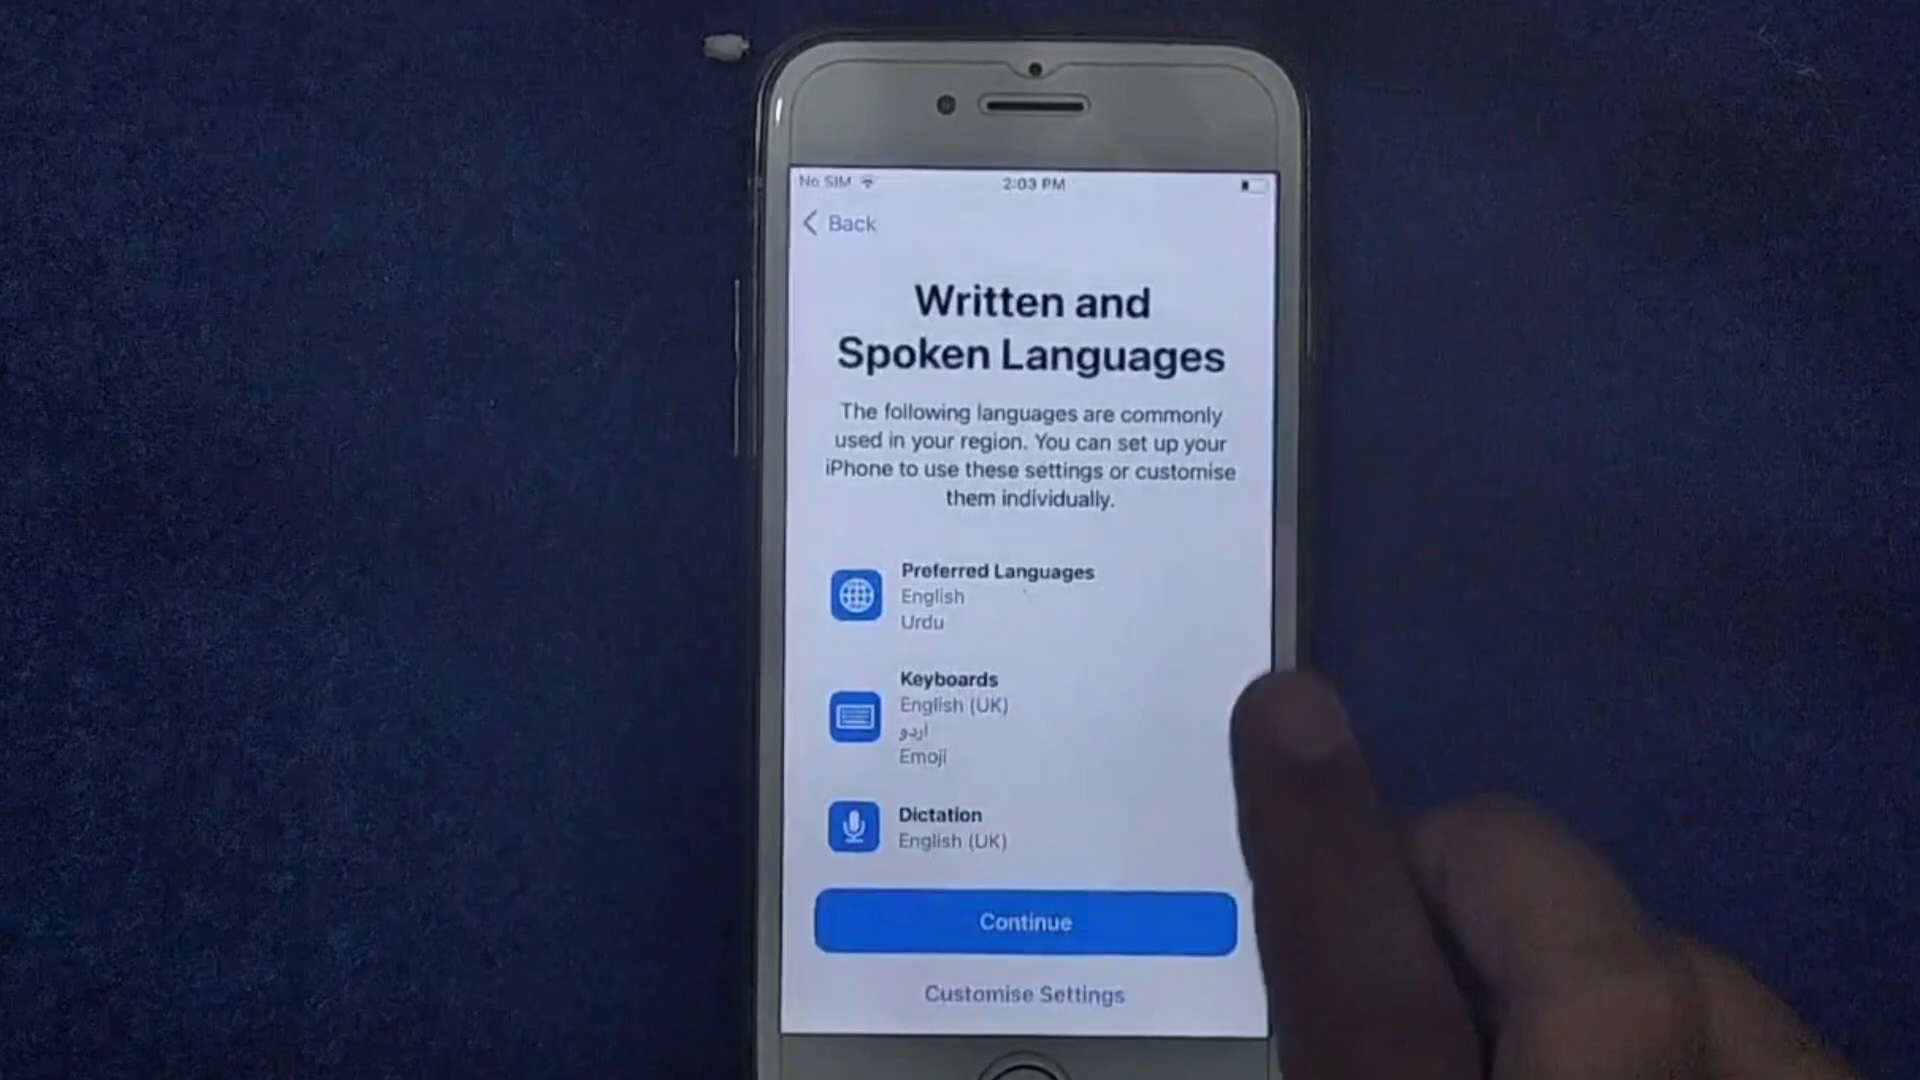 No SIM
2:03 PM
Back
Written and
Spoken Languages
The following languages are commonly
used in your region. You can set up your
iPhone to use these settings or customise
them individually.
Preferred Languages
English
Urdu
Keyboards
English (UK)
اردو
Emoji
Dictation
English (UK)
Continue
Customise Settings